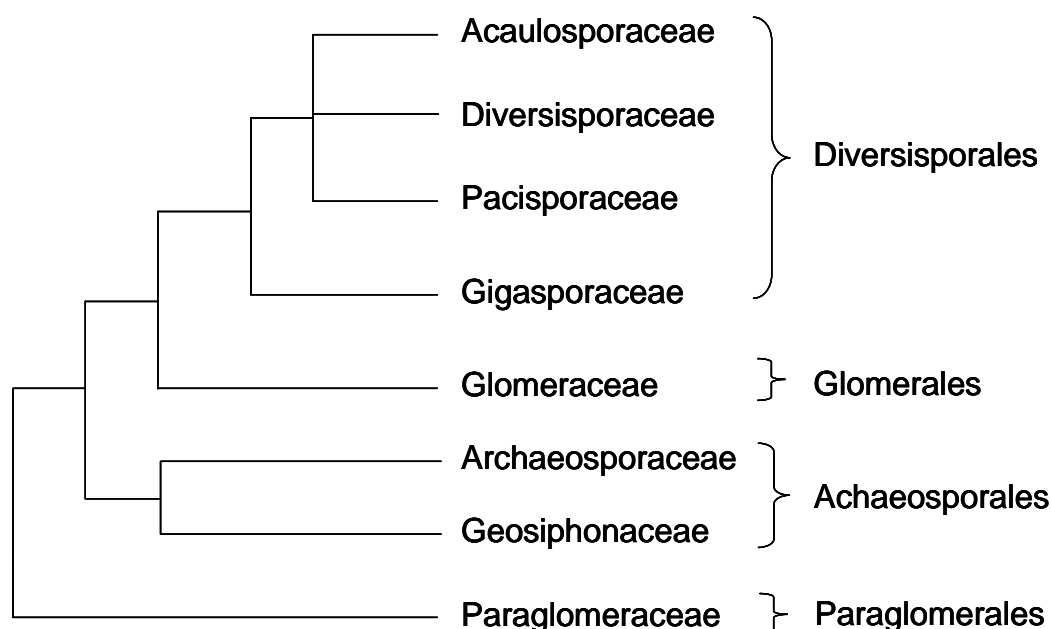 Acaulosporaceae
Diversisporaceae
Diversisporales
Pacisporaceae
Gigasporaceae
Glomeraceae
Glomerales
Archaeosporaceae
Achaeosporales
Geosiphonaceae
Paraglomeraceae
Paraglomerales